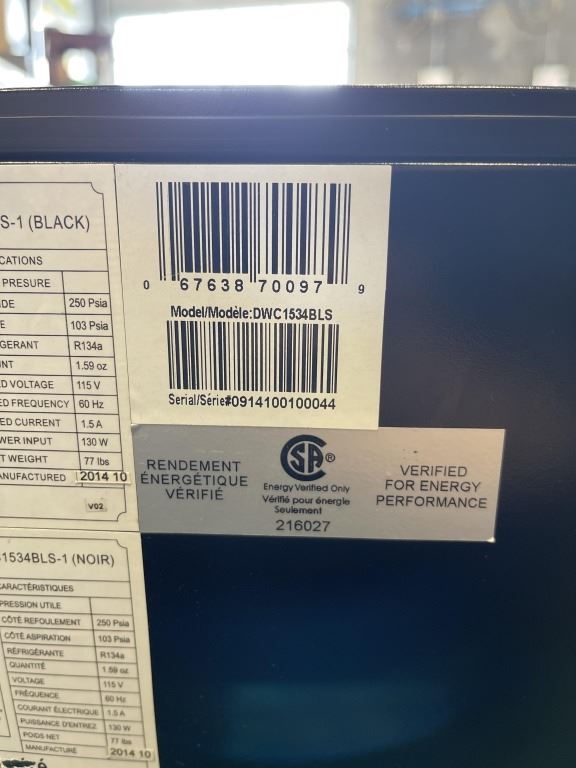 S-1 (BLACK)
CATIONS
PRESURE
IDE 250 Psia
E 103 Psia
GERANT R134a
NT 1.59 oz
D VOLTAGE 115 V
ED FREQUENCY 60 Hz
ED CURRENT 1.5 A
WER INPUT 130 W
T WEIGHT 77 lbs
ANUFACTURED 2014 10
V02
0 67638 70097 9
Model/Modèle:DWC1534BLS
Serial/Série#0914100100044
RENDEMENT
ÉNERGÉTIQUE
VÉRIFIÉ
CSA®
Energy Verified Only
Vérifié pour énergie
Seulement
216027
VERIFIED
FOR ENERGY
PERFORMANCE
1534BLS-1 (NOIR)
CARACTÉRISTIQUES
PRESSION UTILE
CÔTÉ REFOULEMENT 250 Psia
CÔTÉ ASPIRATION 103 Psia
RÉFRIGÉRANTE R134a
QUANTITÉ 1.59 oz
VOLTAGE 115 V
FRÉQUENCE 60 Hz
COURANT ÉLECTRIQUE 1.5 A
PUISSANCE D'ENTREZ 130 W
POIDS NET 77 lbs
MANUFACTURÉ 2014 10